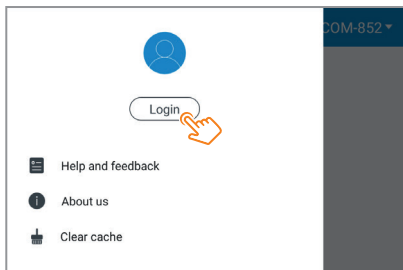 COM-852
Login
Help and feedback
About us
Clear cache